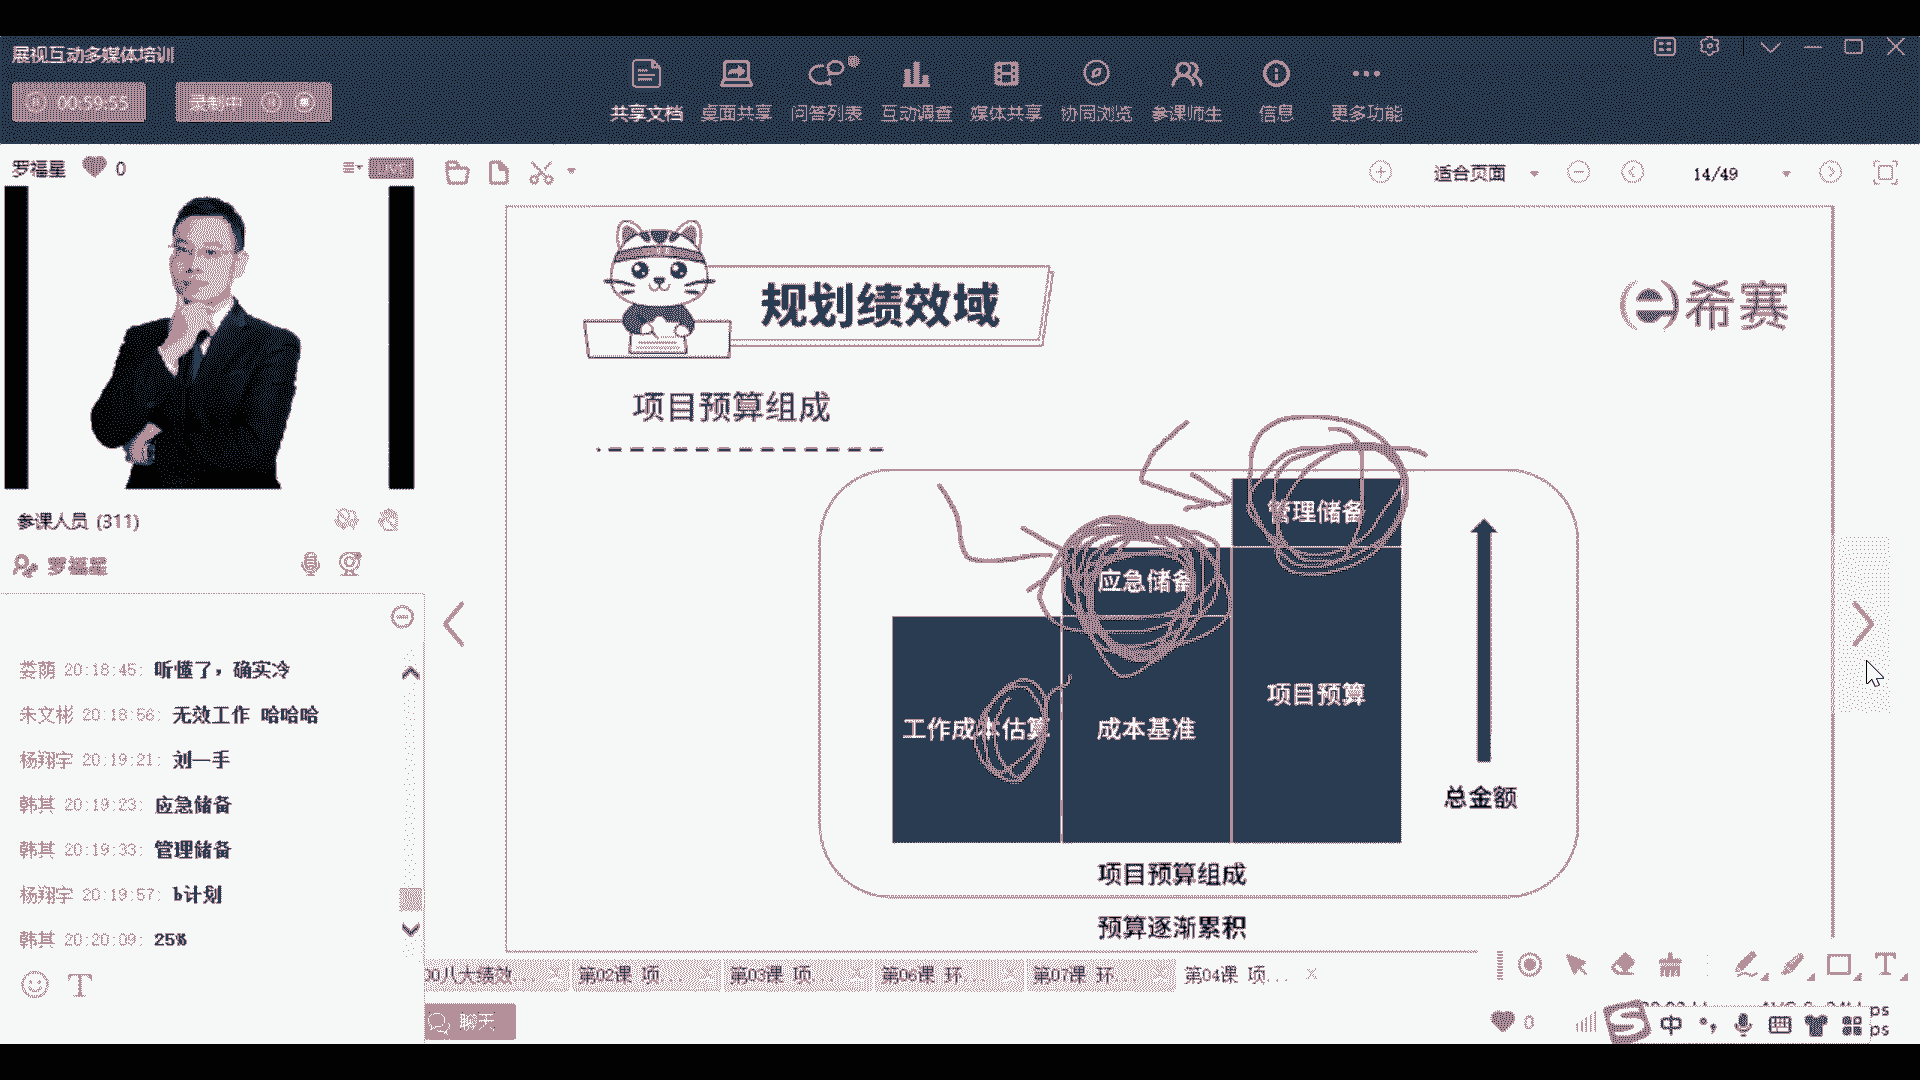 展视互动多媒体培训
00:59:55
录制中
共享文档
桌面共享
问答列表
互动调查
媒体共享
协同浏览
参课师生
信息
更多功能
罗福星 0
适合页面
14/49
规划绩效域
希赛
项目预算组成
管理储备
应急储备
工作成本估算
成本基准
项目预算
总金额
项目预算组成
预算逐渐累积
参课人员 (311)
罗福星
娄荫 20:18:45: 听懂了，确实冷
朱文彬 20:18:56: 无效工作 哈哈哈
杨翔宇 20:19:21: 刘一手
韩其 20:19:23: 应急储备
韩其 20:19:33: 管理储备
杨翔宇 20:19:57: b计划
韩其 20:20:09: 25%
00八大绩效...
第02课 项...
第03课 项...
第06课 环...
第07课 环...
第04课 项...
聊天
0
中
ps
ps